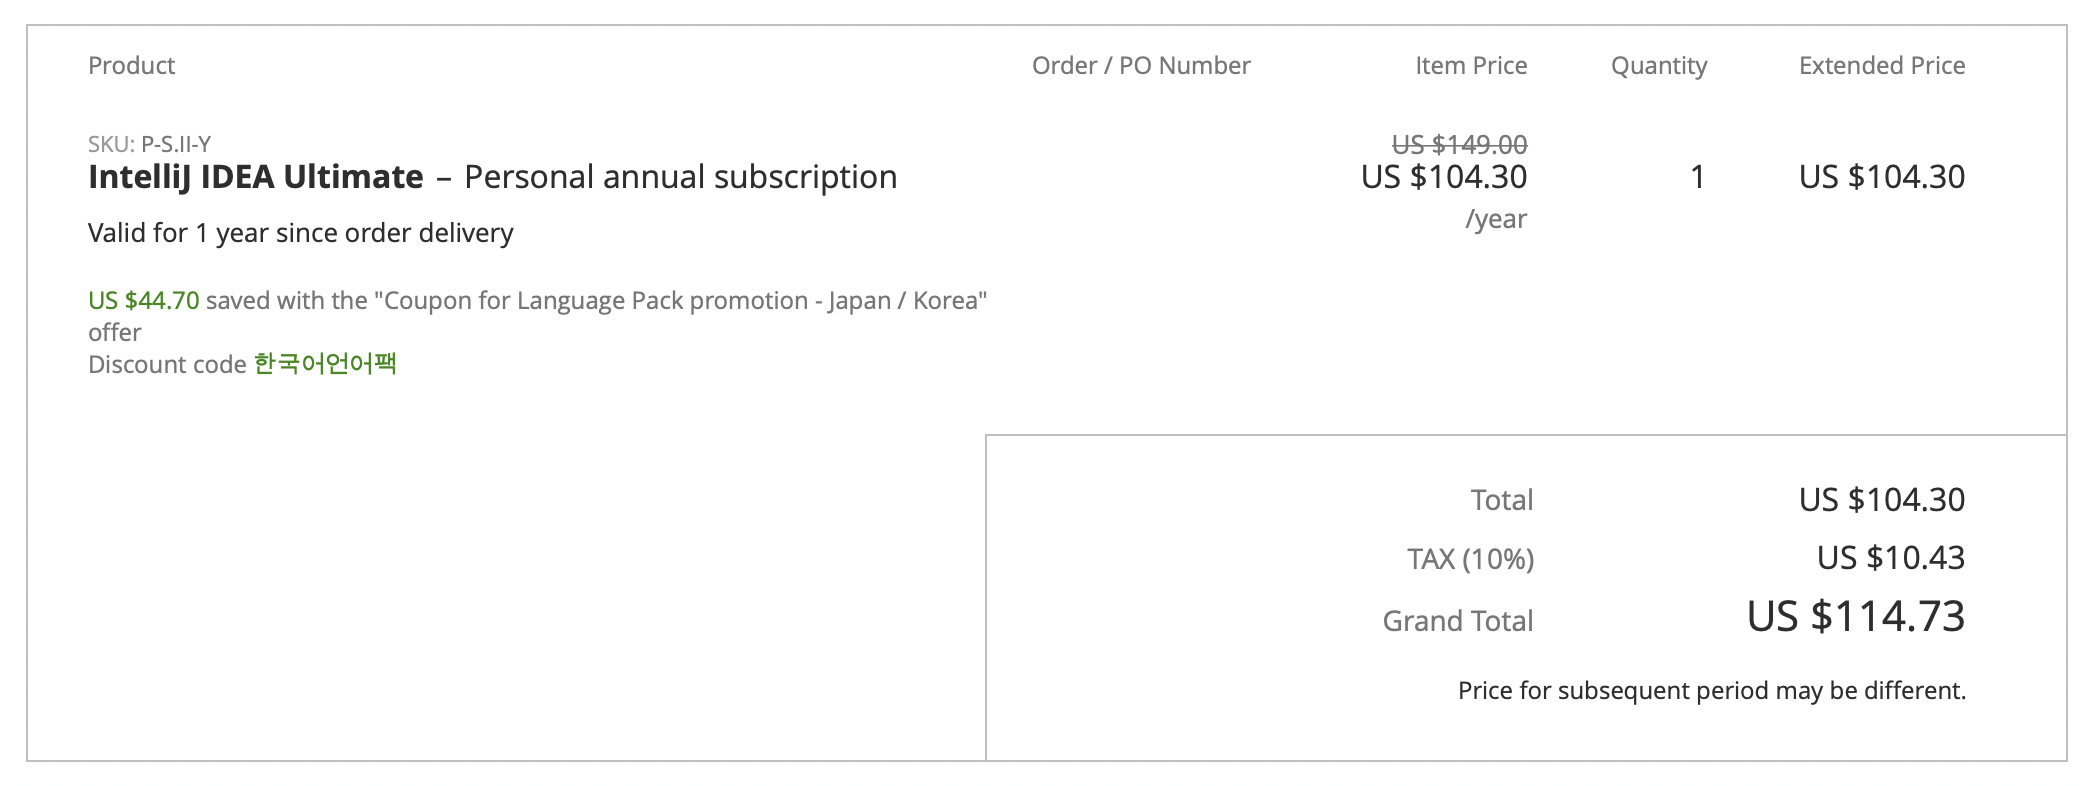 Product Order / PO Number Item Price Quantity Extended Price
SKU: P-S.II-Y US $149.00
IntelliJ IDEA Ultimate – Personal annual subscription US $104.30 1 US $104.30
/year
Valid for 1 year since order delivery
US $44.70 saved with the "Coupon for Language Pack promotion - Japan / Korea"
offer
Discount code 한국어언어팩
Total US $104.30
TAX (10%) US $10.43
Grand Total US $114.73
Price for subsequent period may be different.